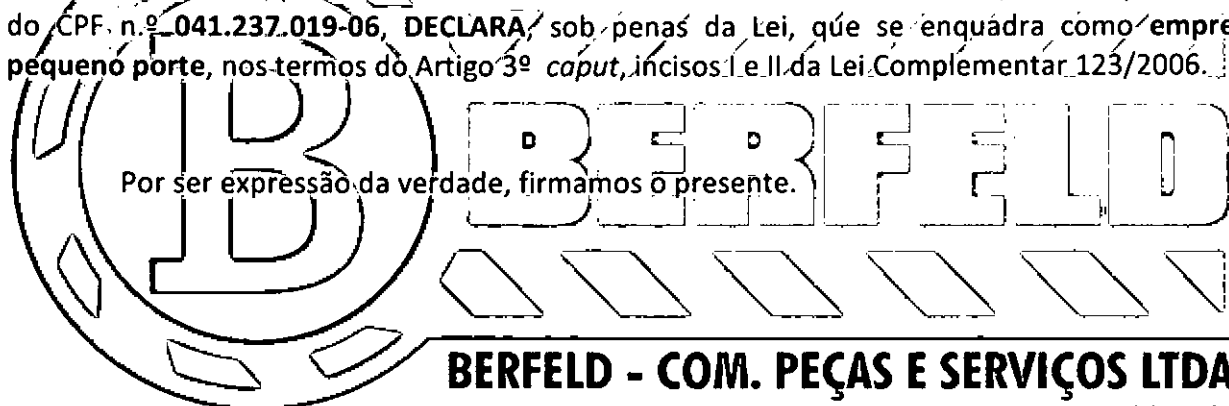 do CPF n.º 041.237.019-06, DECLARA, sob penas da Lei, que se enquadra como empre
pequeno porte, nos termos do Artigo 3º caput, incisos I e II da Lei Complementar 123/2006.
B BERFELD
Por ser expressão da verdade, firmamos o presente.
BERFELD - COM. PEÇAS E SERVIÇOS LTDA